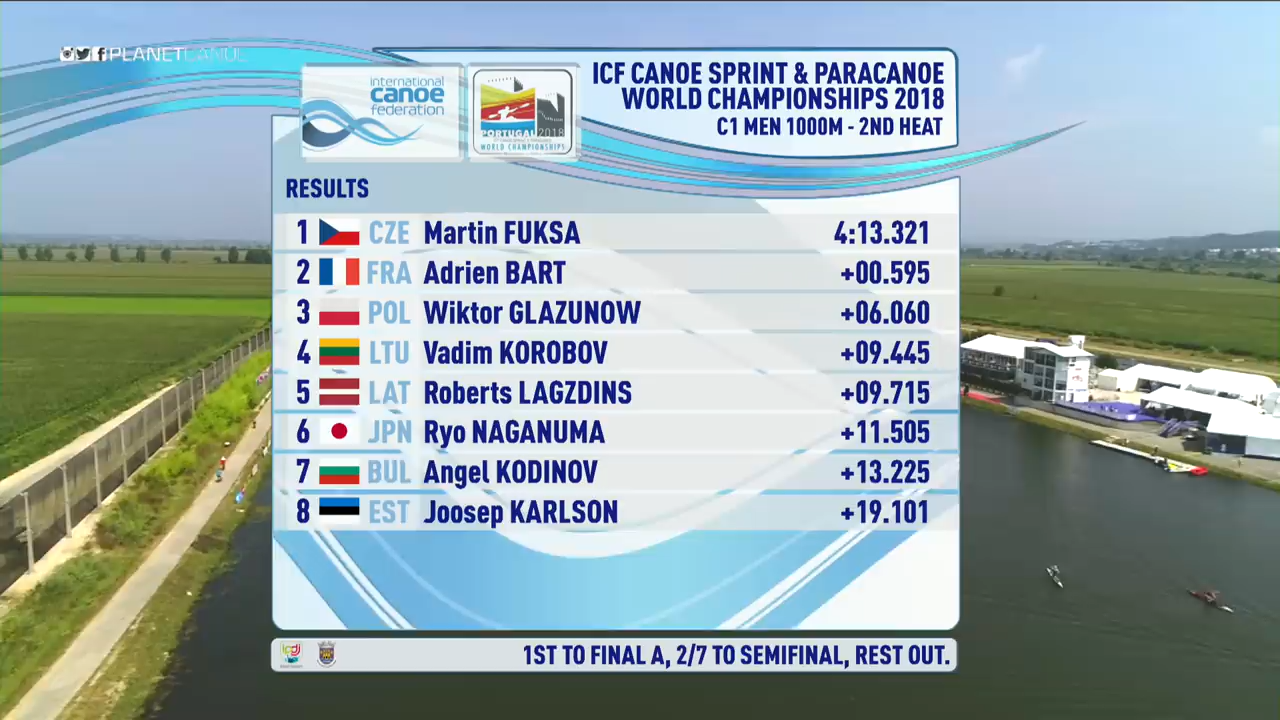 PLANETCANOE
international
canoe
federation
PORTUGAL 2018
WORLD CHAMPIONSHIPS
ICF CANOE SPRINT & PARACANOE
WORLD CHAMPIONSHIPS 2018
C1 MEN 1000M - 2ND HEAT
RESULTS
1 CZE Martin FUKSA 4:13.321
2 FRA Adrien BART +00.595
3 POL Wiktor GLAZUNOW +06.060
4 LTU Vadim KOROBOV +09.445
5 LAT Roberts LAGZDINS +09.715
6 JPN Ryo NAGANUMA +11.505
7 BUL Angel KODINOV +13.225
8 EST Joosep KARLSON +19.101
1ST TO FINAL A, 2/7 TO SEMIFINAL, REST OUT.